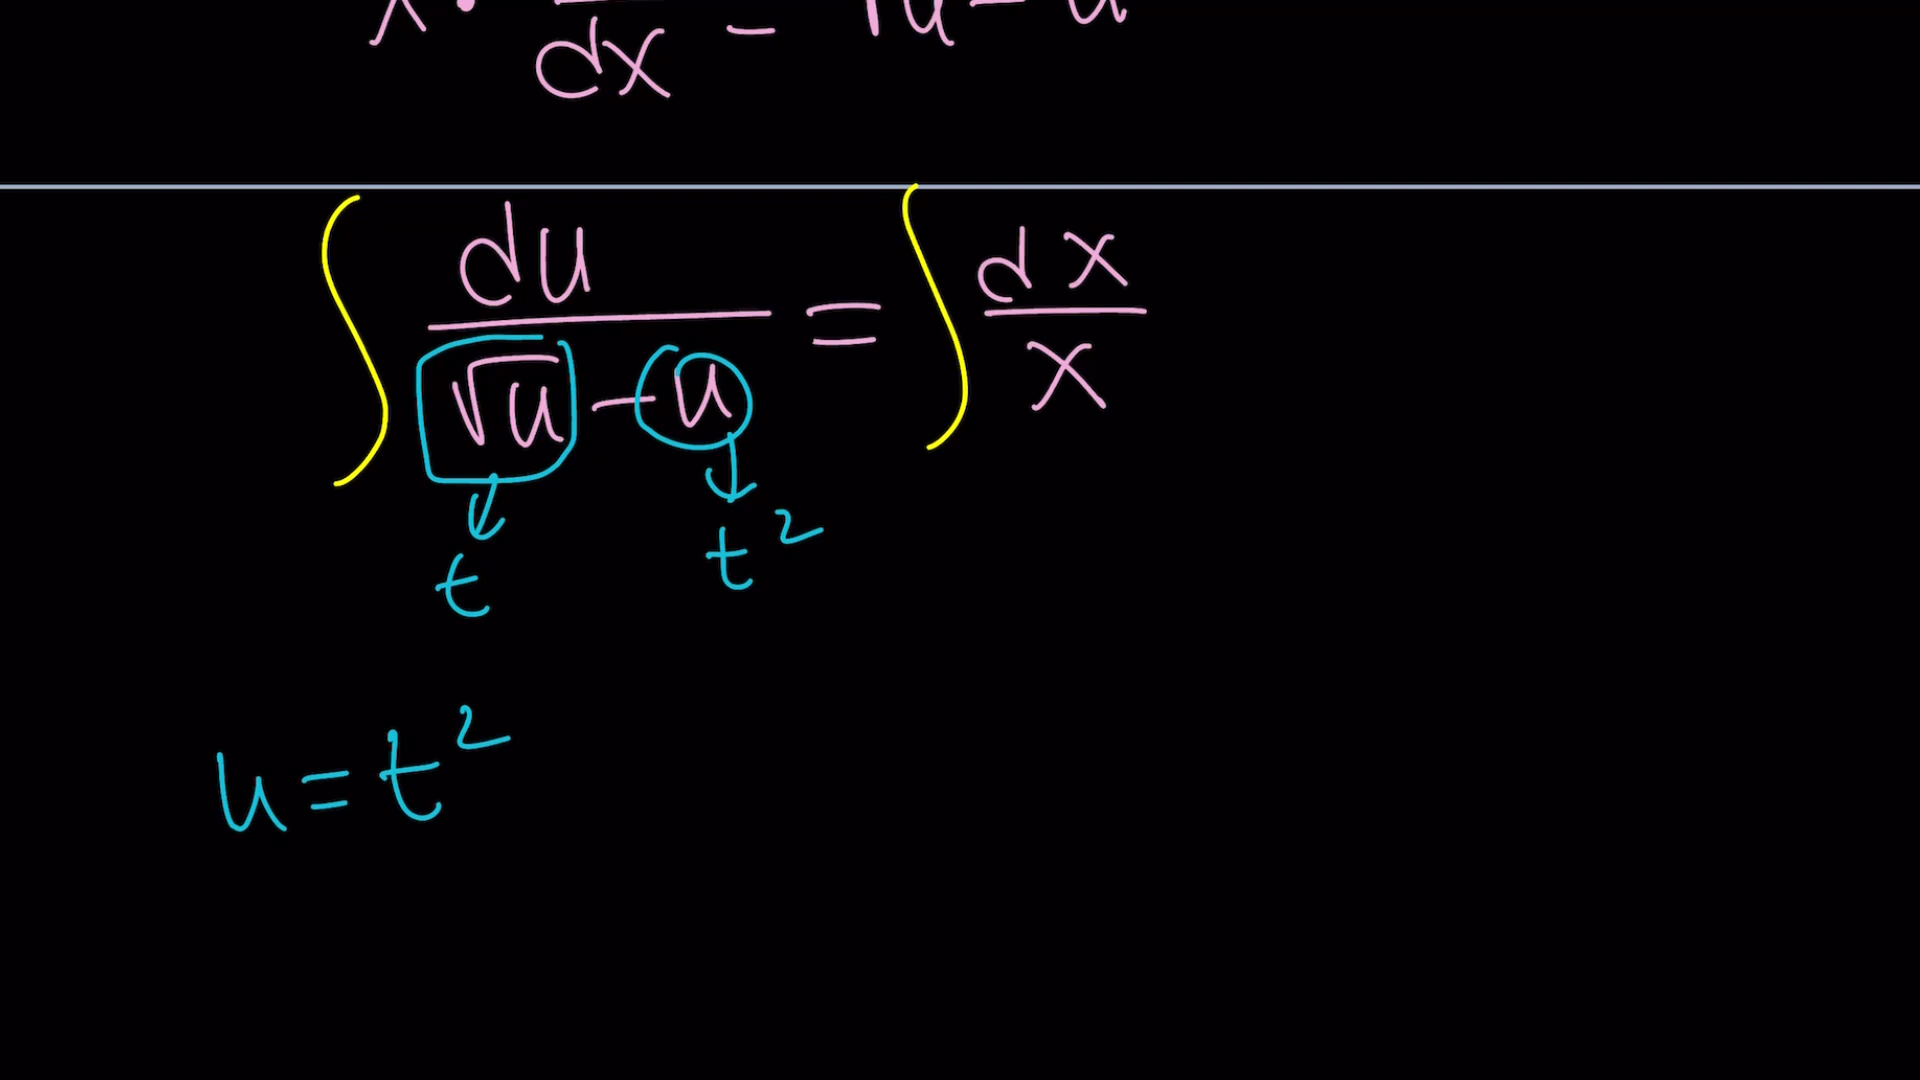 x · dx = √u - u
∫ du / (√u - u) = ∫ dx / x
t t²
u = t²